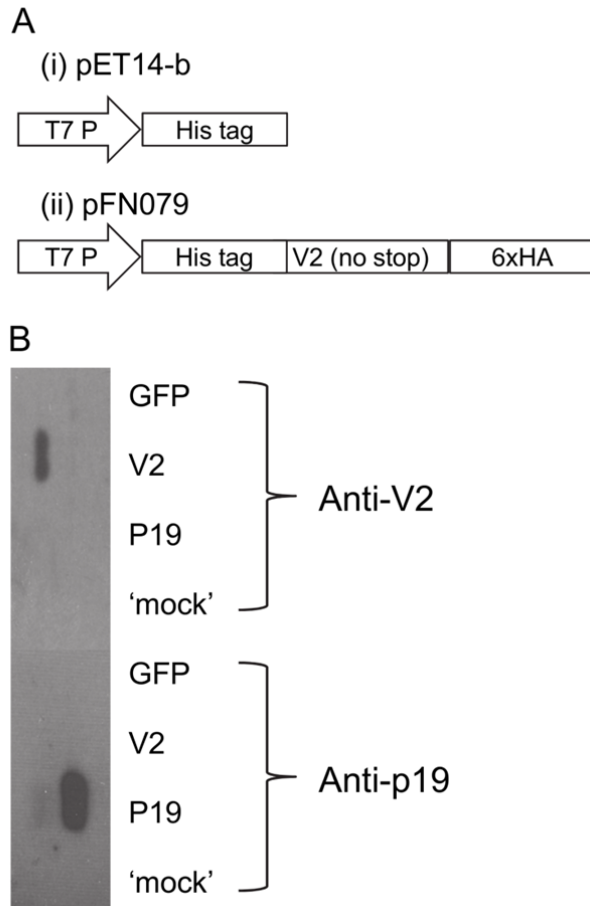 A
(i) pET14-b
T7 P His tag
(ii) pFN079
T7 P His tag V2 (no stop) 6xHA
B
GFP
V2
P19
‘mock’
Anti-V2
GFP
V2
P19
‘mock’
Anti-p19